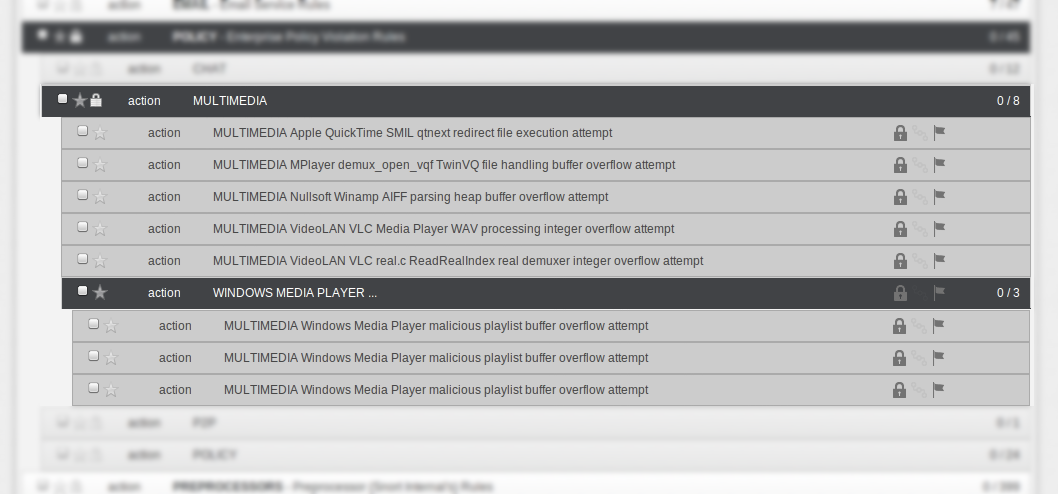 action EMAIL - Email Service Rules
action POLICY - Enterprise Policy Violation Rules 0 / 45
action CHAT 0 / 12
action MULTIMEDIA 0 / 8
action MULTIMEDIA Apple QuickTime SMIL qtnext redirect file execution attempt
action MULTIMEDIA MPlayer demux_open_vqf TwinVQ file handling buffer overflow attempt
action MULTIMEDIA Nullsoft Winamp AIFF parsing heap buffer overflow attempt
action MULTIMEDIA VideoLAN VLC Media Player WAV processing integer overflow attempt
action MULTIMEDIA VideoLAN VLC real.c ReadRealIndex real demuxer integer overflow attempt
action WINDOWS MEDIA PLAYER ... 0 / 3
action MULTIMEDIA Windows Media Player malicious playlist buffer overflow attempt
action MULTIMEDIA Windows Media Player malicious playlist buffer overflow attempt
action MULTIMEDIA Windows Media Player malicious playlist buffer overflow attempt
action P2P 0 / 1
action POLICY 0 / 24
action PREPROCESSORS - Preprocessor (Snort Internal's) Rules